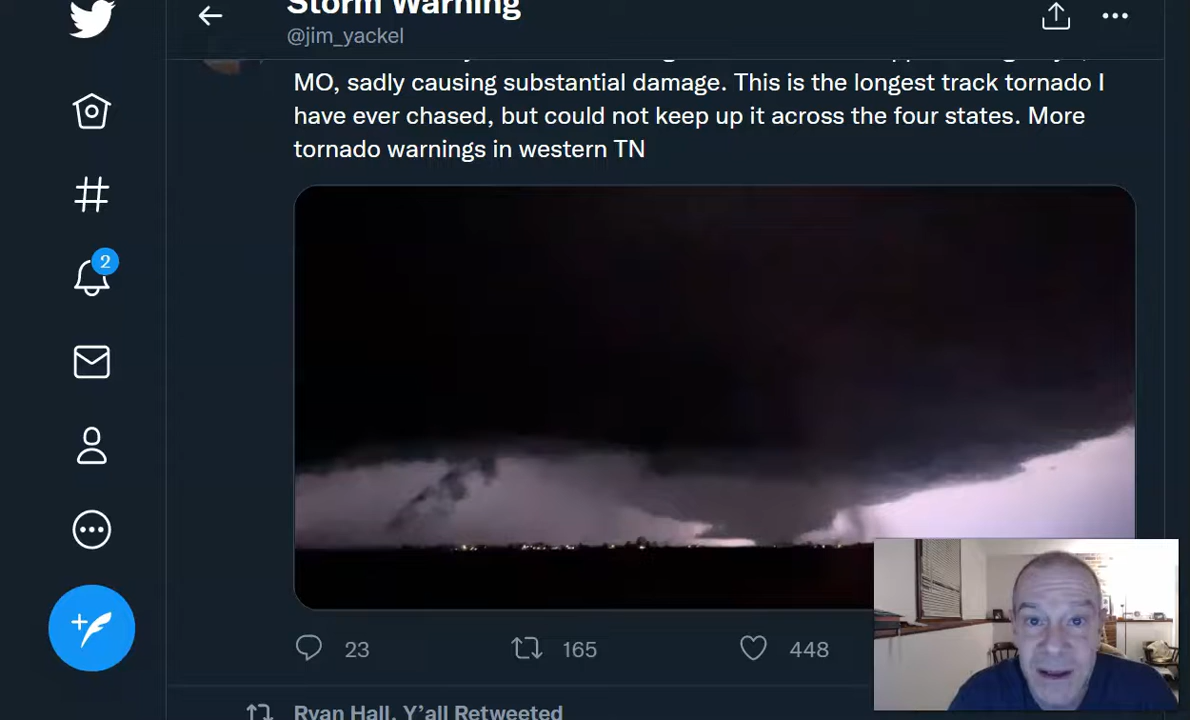 Storm Warning
@jim_yackel
MO, sadly causing substantial damage. This is the longest track tornado I
have ever chased, but could not keep up it across the four states. More
tornado warnings in western TN
2
23 165 448
Ryan Hall, Y'all Retweeted